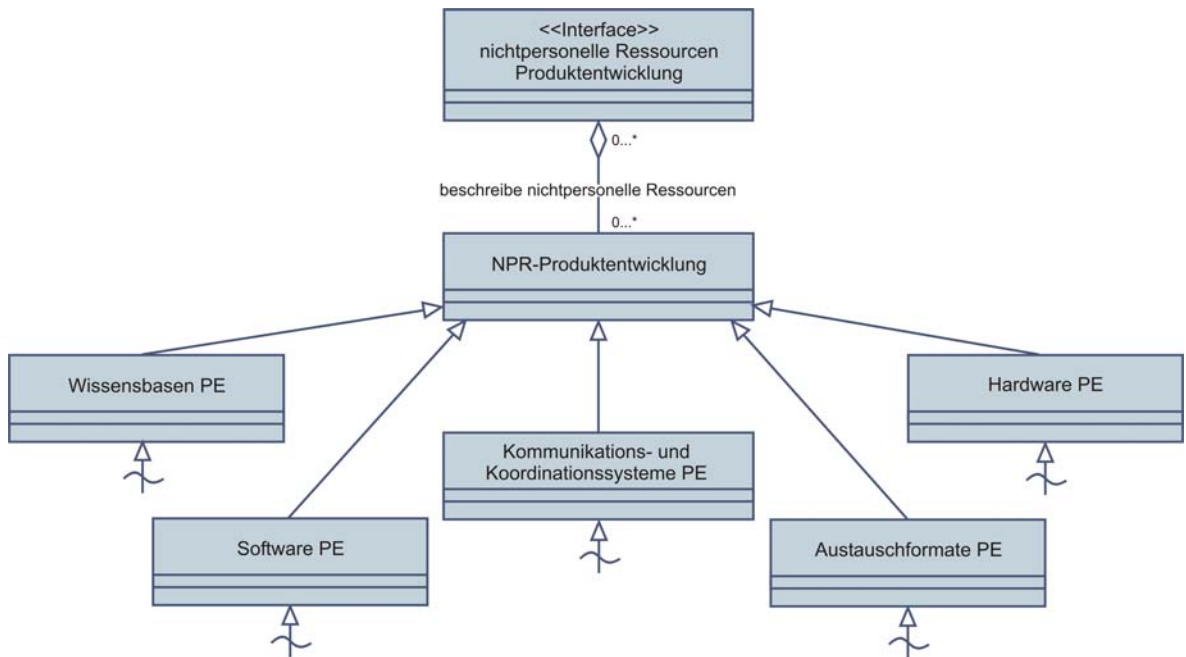 <<Interface>>
nichtpersonelle Ressourcen
Produktentwicklung
0...*
beschreibe nichtpersonelle Ressourcen
0...*
NPR-Produktentwicklung
Wissensbasen PE
Hardware PE
Kommunikations- und
Koordinationssysteme PE
Software PE
Austauschformate PE